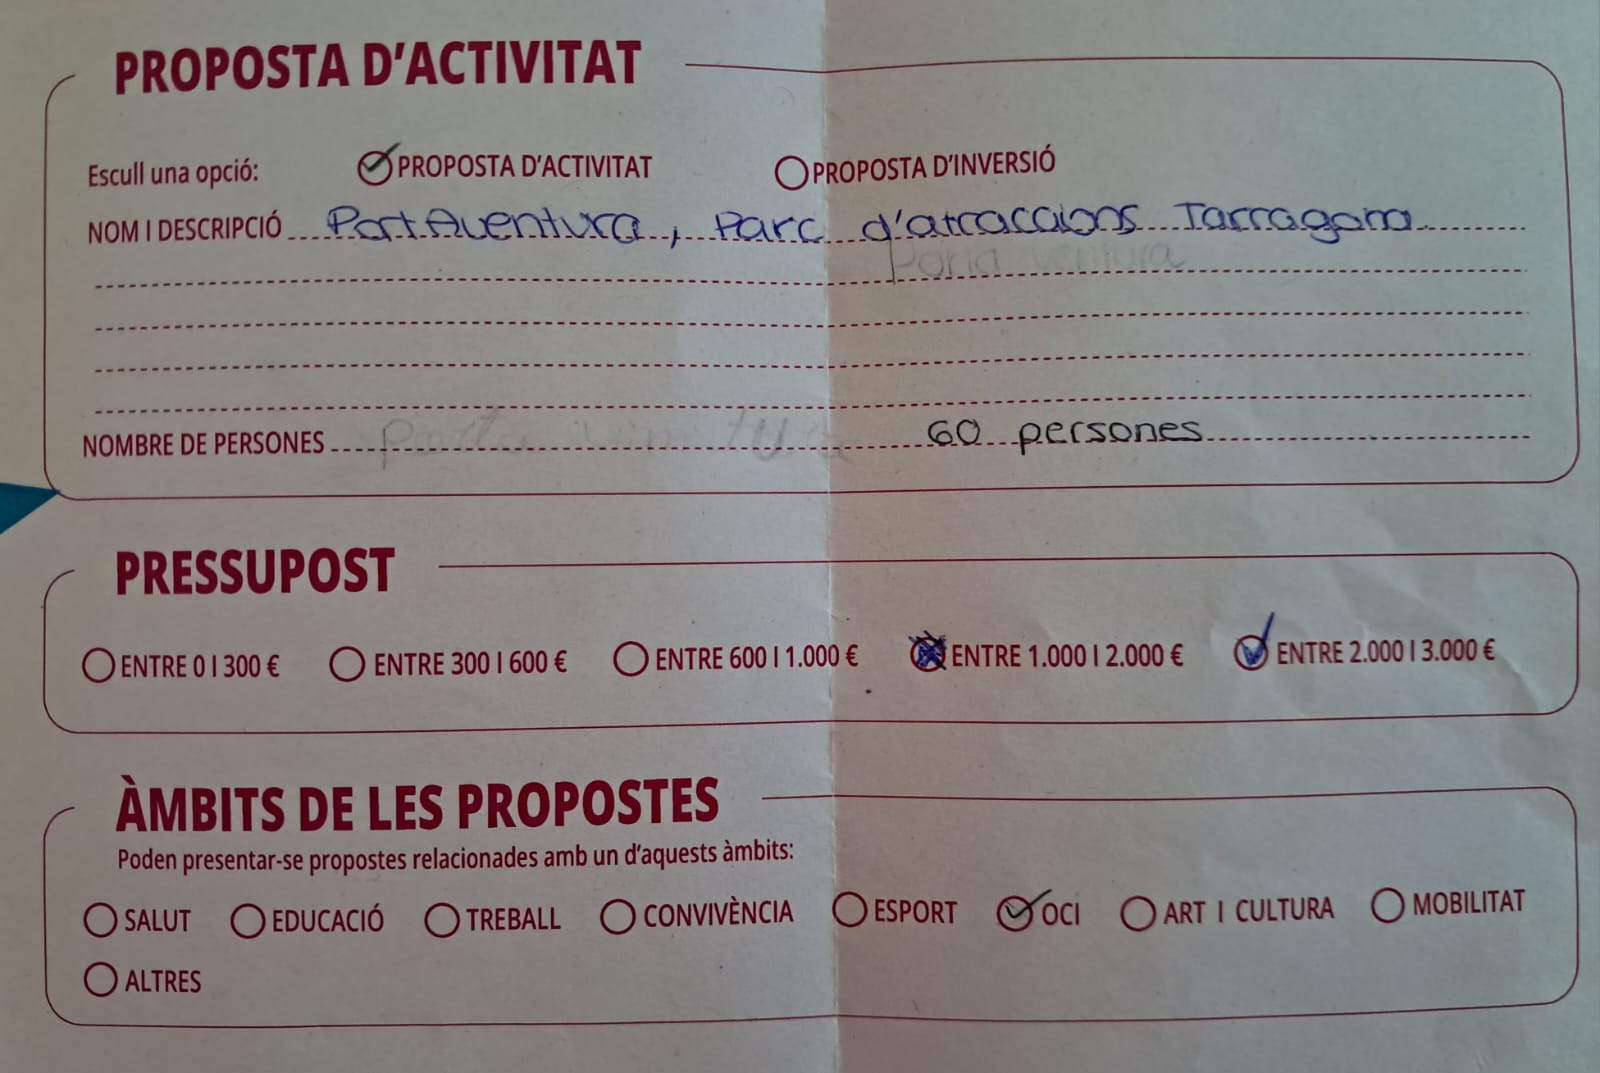 PROPOSTA D'ACTIVITAT
Escull una opció: PROPOSTA D'ACTIVITAT PROPOSTA D'INVERSIÓ
NOM I DESCRIPCIÓ PortAventura, Parc d'atraccions Tarragona
Porta ventura
NOMBRE DE PERSONES 60 persones
PRESSUPOST
ENTRE 0 I 300 € ENTRE 300 I 600 € ENTRE 600 I 1.000 € ENTRE 1.000 I 2.000 € ENTRE 2.000 I 3.000 €
ÀMBITS DE LES PROPOSTES
Poden presentar-se propostes relacionades amb un d'aquests àmbits:
SALUT EDUCACIÓ TREBALL CONVIVÈNCIA ESPORT OCI ART I CULTURA MOBILITAT
ALTRES